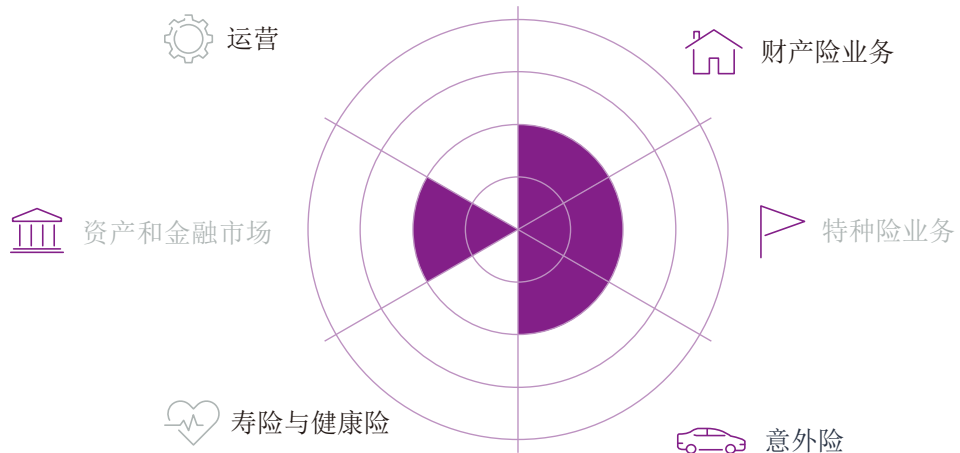 运营
财产险业务
资产和金融市场
特种险业务
寿险与健康险
意外险